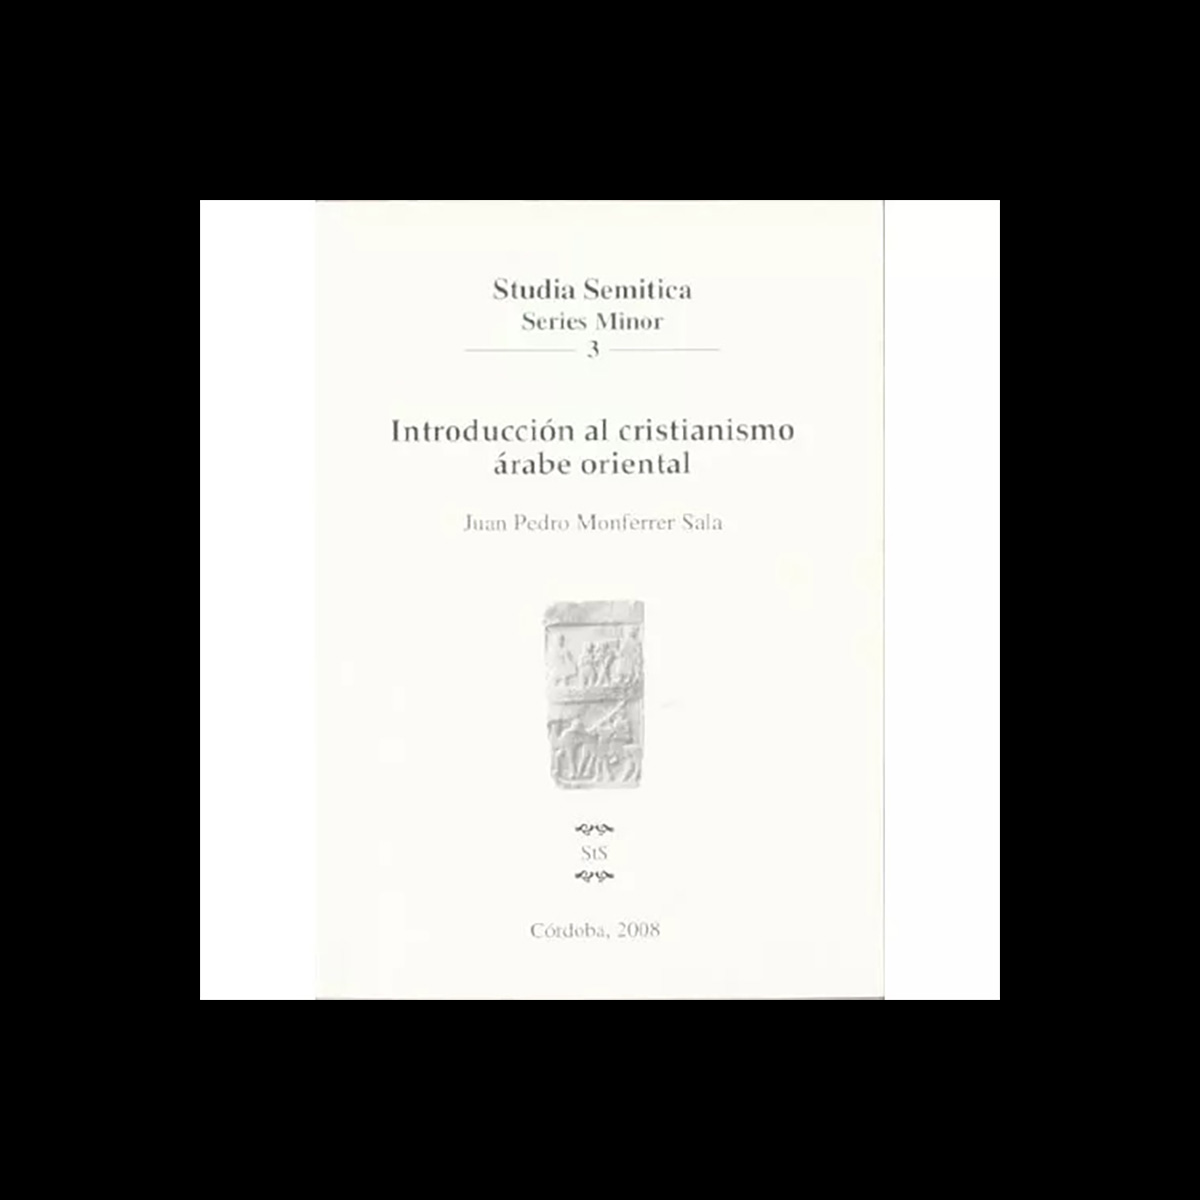 Studia Semitica
Series Minor
3
Introducción al cristianismo
árabe oriental
Juan Pedro Monferrer Sala
StS
Córdoba, 2008